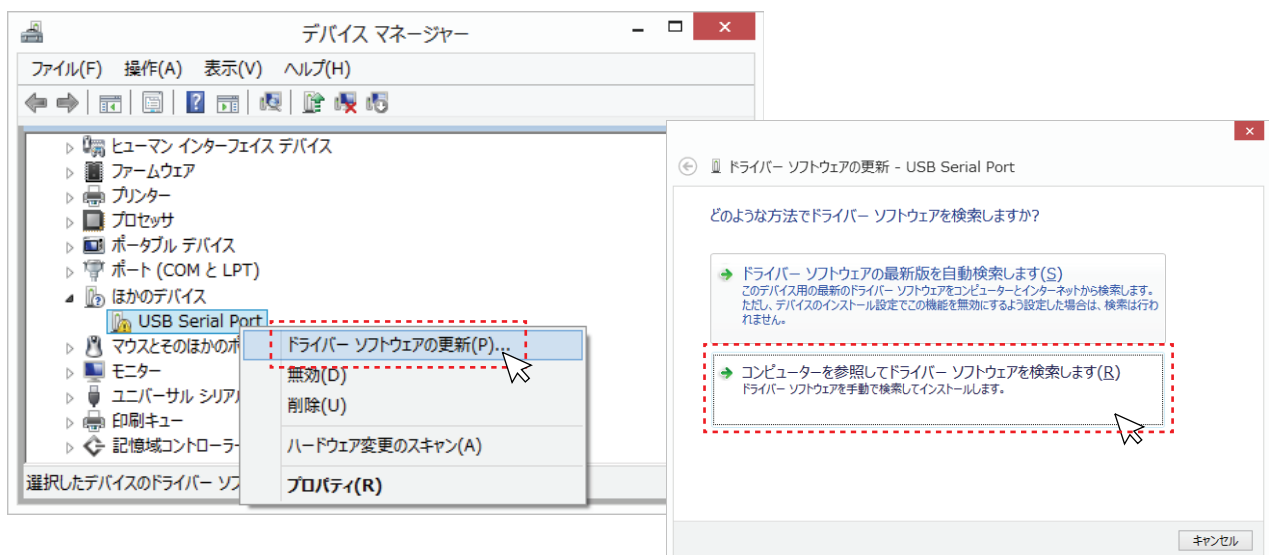 デバイス マネージャー
ファイル(F) 操作(A) 表示(V) ヘルプ(H)
ヒューマン インターフェイス デバイス
ファームウェア
プリンター
プロセッサ
ポータブル デバイス
ポート (COM と LPT)
ほかのデバイス
USB Serial Port
マウスとそのほかのポ
モニター
ユニバーサル シリアル
印刷キュー
記憶域コントローラー
選択したデバイスのドライバー ソフ
ドライバー ソフトウェアの更新(P)...
無効(D)
削除(U)
ハードウェア変更のスキャン(A)
プロパティ(R)
ドライバー ソフトウェアの更新 - USB Serial Port
どのような方法でドライバー ソフトウェアを検索しますか?
ドライバー ソフトウェアの最新版を自動検索します(S)
このデバイス用の最新のドライバー ソフトウェアをコンピューターとインターネットから検索します。
ただし、デバイスのインストール設定でこの機能を無効にするよう設定した場合は、検索は行わ
れません。
コンピューターを参照してドライバー ソフトウェアを検索します(R)
ドライバー ソフトウェアを手動で検索してインストールします。
キャンセル